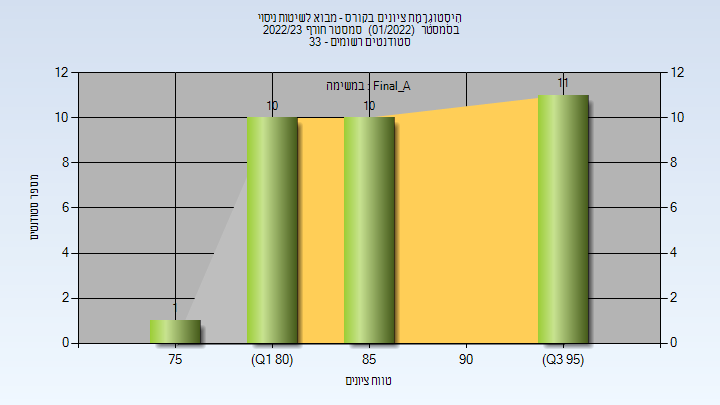 הִיסְטוֹגְרָמַת ציונים בקורס - מבוא לשיטות ניסוי
בסמסטר (01/2022) סמסטר חורף 2022/23
סטודנטים רשומים - 33
במשימה : Final_A
12 12
10 10
8 8
6 6
4 4
2 2
0 0
1 10 10 11
75 (Q1 80) 85 90 (Q3 95)
מספר סטודנטים
טווח ציונים